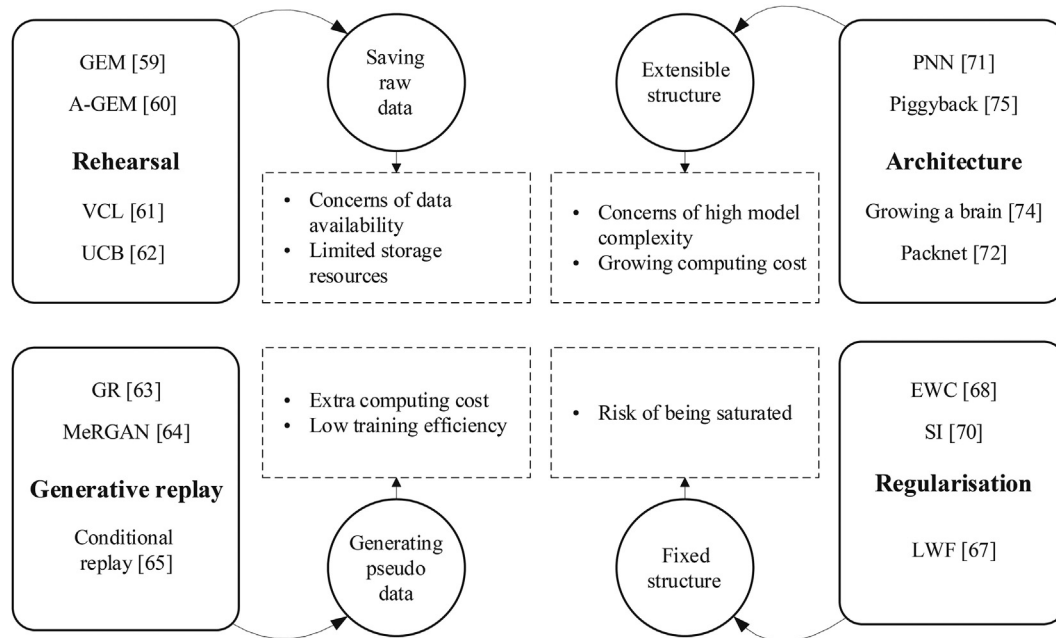 GEM [59]
A-GEM [60]
Rehearsal
VCL [61]
UCB [62]
Saving
raw
data
• Concerns of data
availability
• Limited storage
resources
Extensible
structure
• Concerns of high model
complexity
• Growing computing cost
PNN [71]
Piggyback [75]
Architecture
Growing a brain [74]
Packnet [72]
GR [63]
MeRGAN [64]
Generative replay
Conditional
replay [65]
• Extra computing cost
• Low training efficiency
Generating
pseudo
data
• Risk of being saturated
Fixed
structure
EWC [68]
SI [70]
Regularisation
LWF [67]